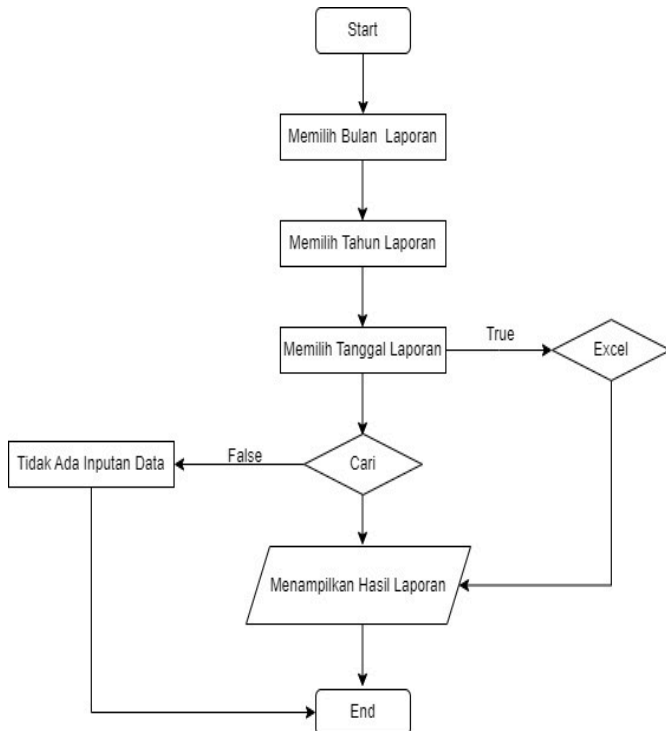 Start
Memilih Bulan Laporan
Memilih Tahun Laporan
Memilih Tanggal Laporan
True
Excel
Tidak Ada Inputan Data
False
Cari
Menampilkan Hasil Laporan
End